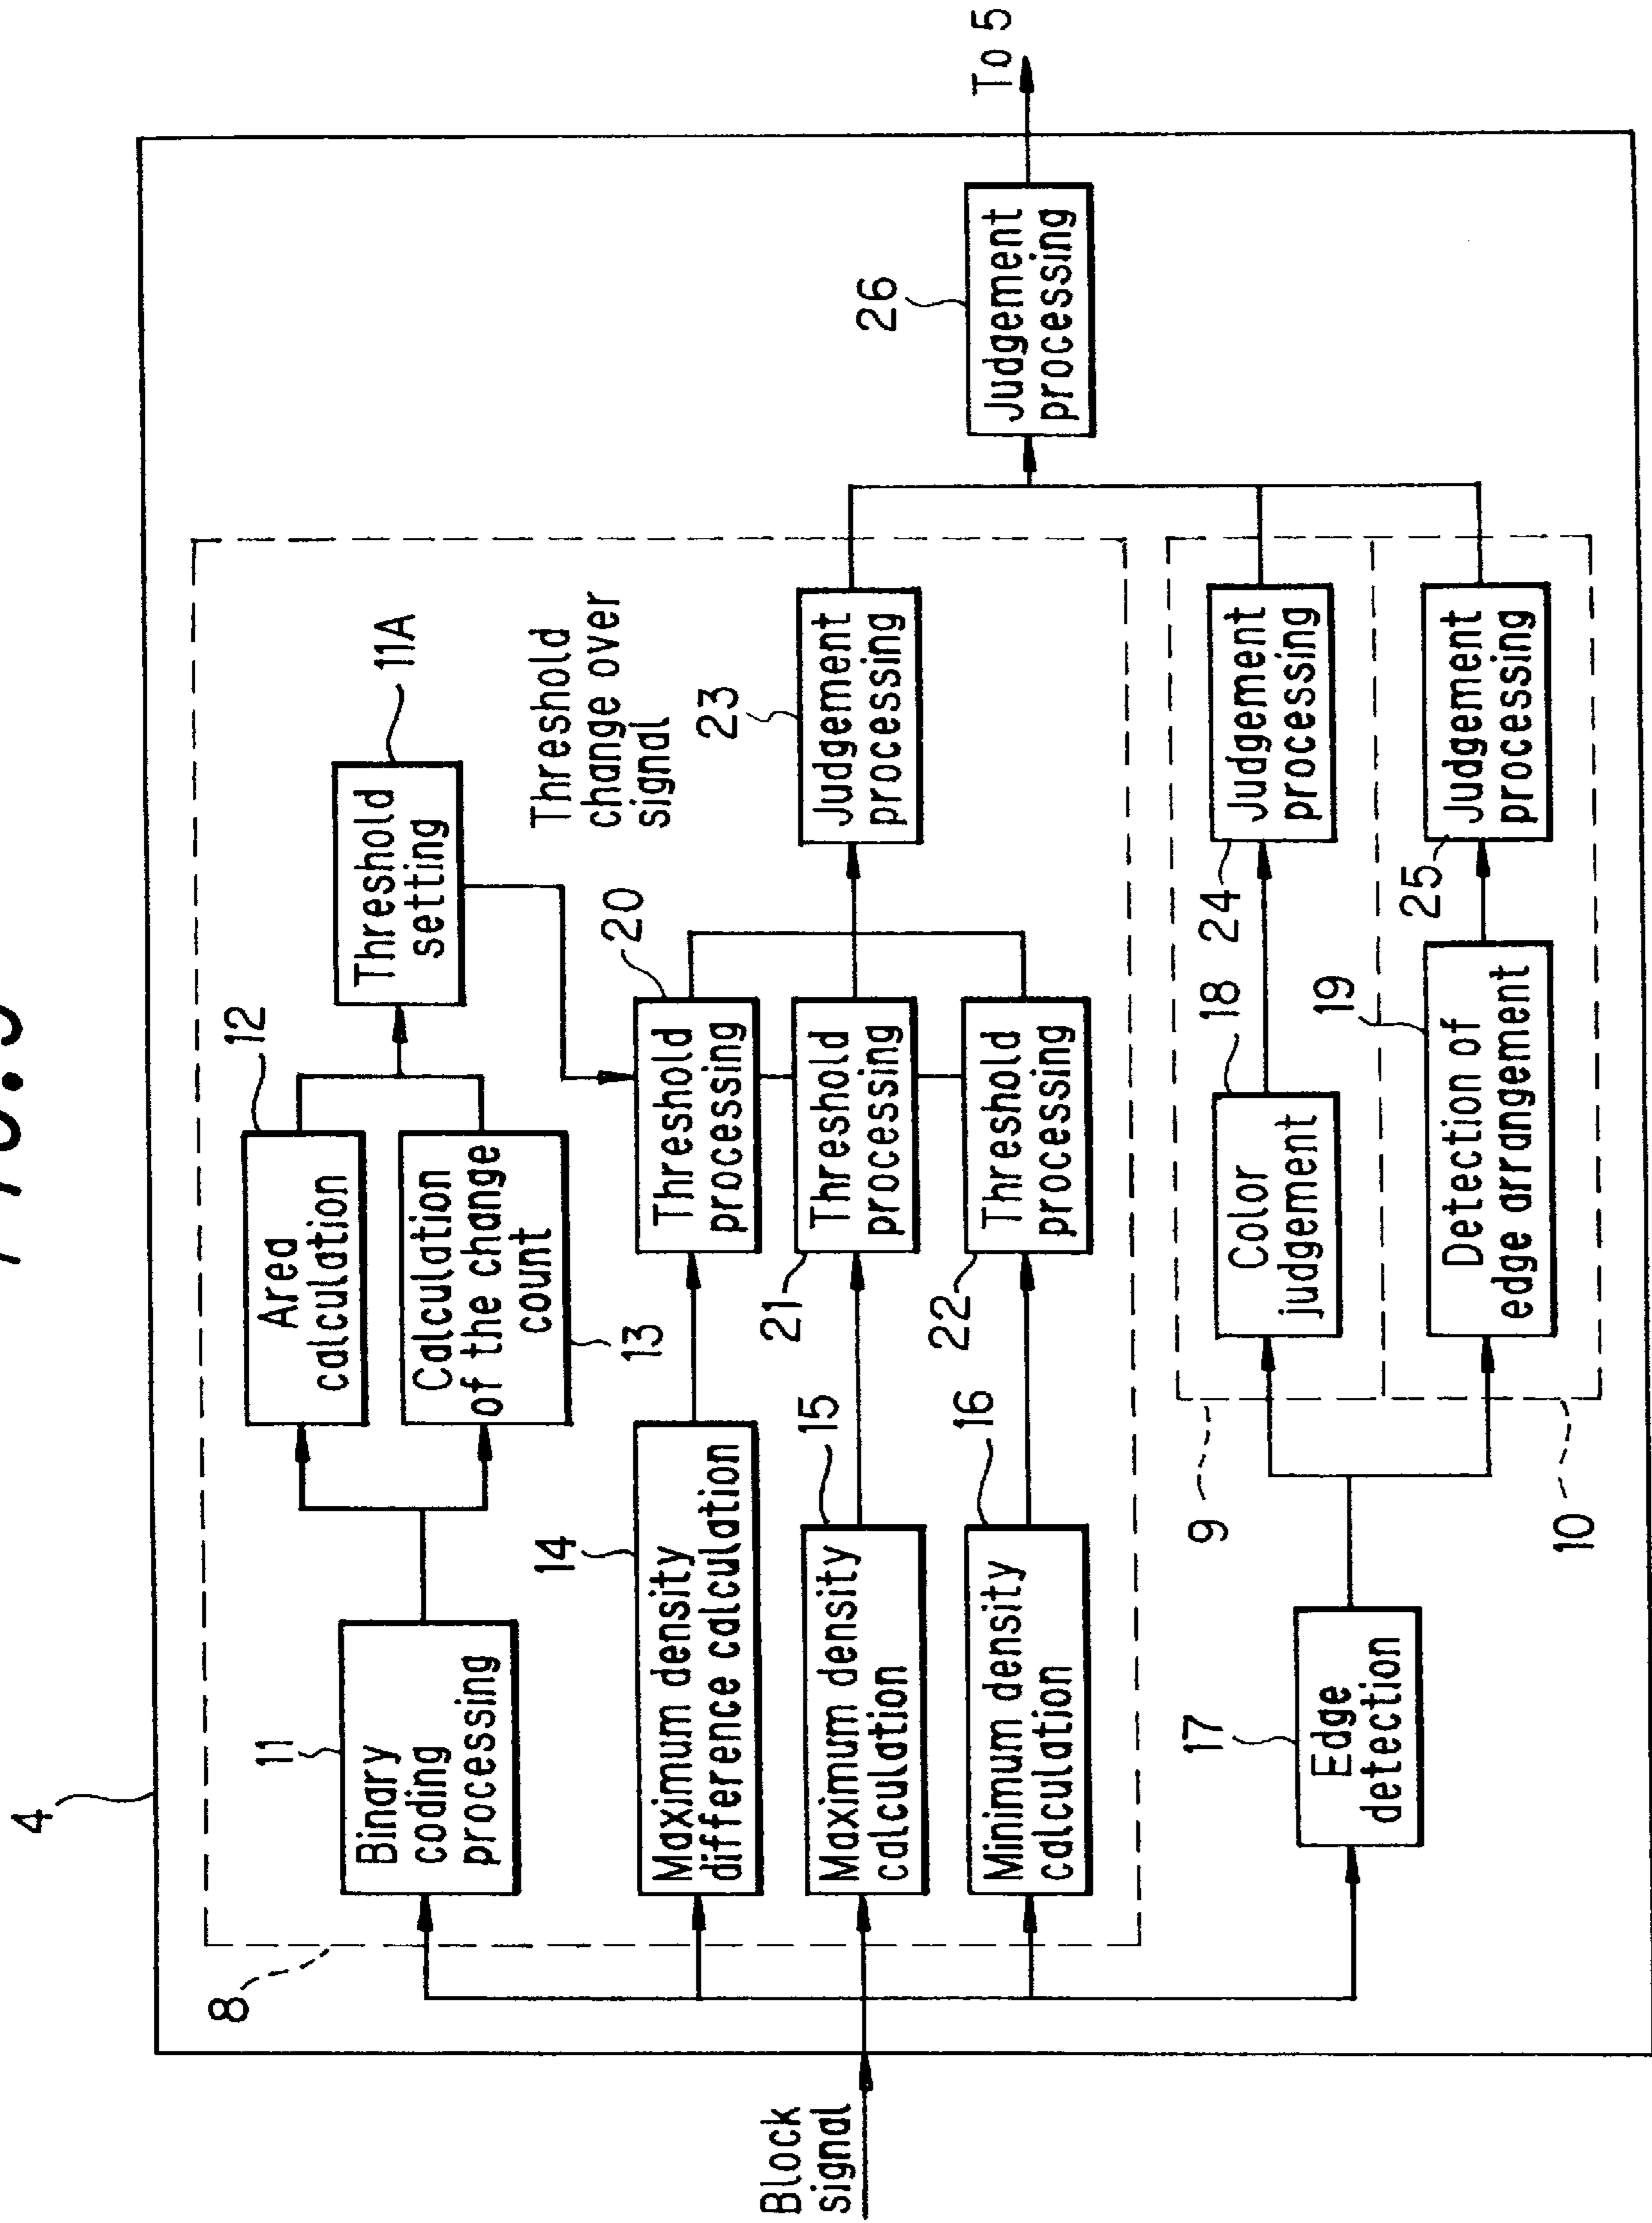 4
8
11
Binary
coding
processing
12
Area
calculation
Calculation
of the change
count
13
11A
Threshold
setting
Threshold
change over
signal
14
Maximum density
difference calculation
20
Threshold
processing
Block
signal
15
Maximum density
calculation
21
Threshold
processing
23
Judgement
processing
16
Minimum density
calculation
22
Threshold
processing
26
Judgement
processing
To 5
17
Edge
detection
9
18
Color
judgement
24
Judgement
processing
10
19
Detection of
edge arrangement
25
Judgement
processing